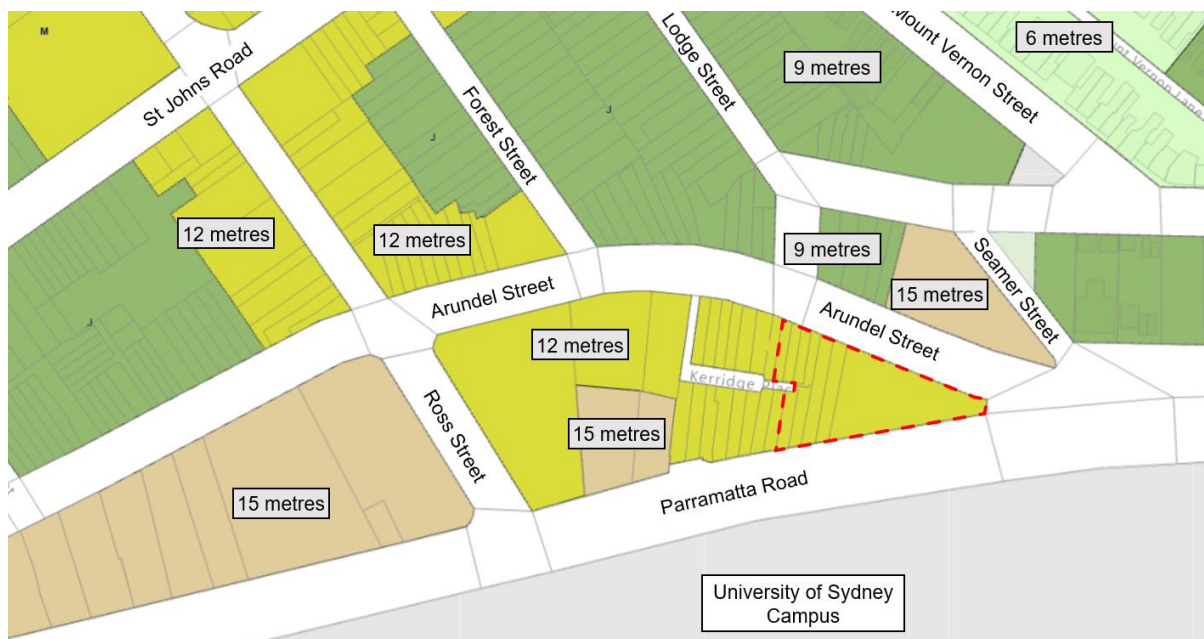 M
St Johns Road
Forest Street
Lodge Street
9 metres
Mount Vernon Street
6 metres
Vernon Lane
J
J
12 metres
12 metres
9 metres
Seamer Street
15 metres
Arundel Street
Arundel Street
J
12 metres
Kerridge
Ross Street
15 metres
15 metres
Parramatta Road
University of Sydney
Campus